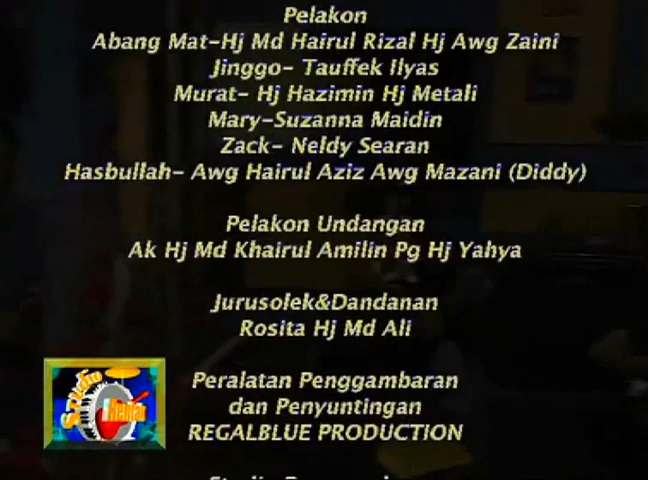 Pelakon
Abang Mat-Hj Md Hairul Rizal Hj Awg Zaini
Jinggo- Tauffek Ilyas
Murat- Hj Hazimin Hj Metali
Mary-Suzanna Maidin
Zack- Neldy Searan
Hasbullah- Awg Hairul Aziz Awg Mazani (Diddy)
Pelakon Undangan
Ak Hj Md Khairul Amilin Pg Hj Yahya
Jurusolek&Dandanan
Rosita Hj Md Ali
Studio
Peralatan Penggambaran
dan Penyuntingan
REGALBLUE PRODUCTION